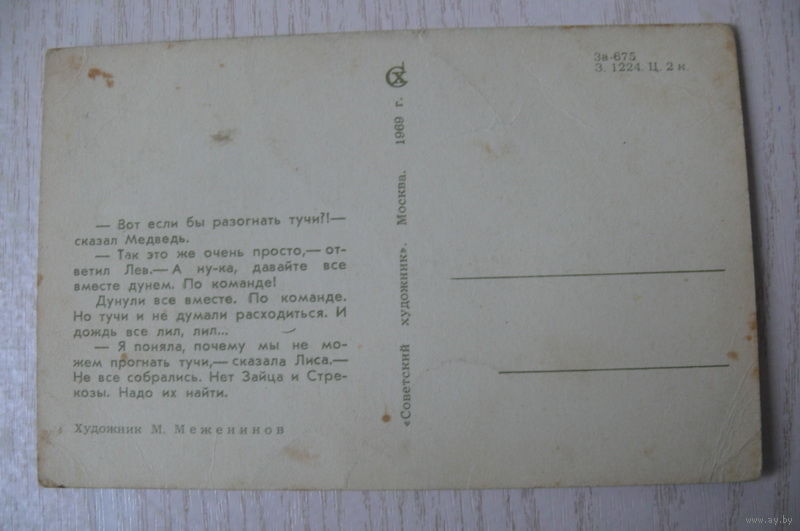 — Вот если бы разогнать тучи?!—
сказал Медведь.
— Так это же очень просто,— от-
ветил Лев.— А ну-ка, давайте все
вместе дунем. По команде!
Дунули все вместе. По команде.
Но тучи и не думали расходиться. И
дождь все лил, лил...
— Я поняла, почему мы не мо-
жем прогнать тучи,— сказала Лиса.—
Не все собрались. Нет Зайца и Стре-
козы. Надо их найти.
Художник М. Меженинов
«Советский художник». Москва. 1969 г.
СХ
Зв-675
З. 1224. Ц. 2 к.
www.ay.by